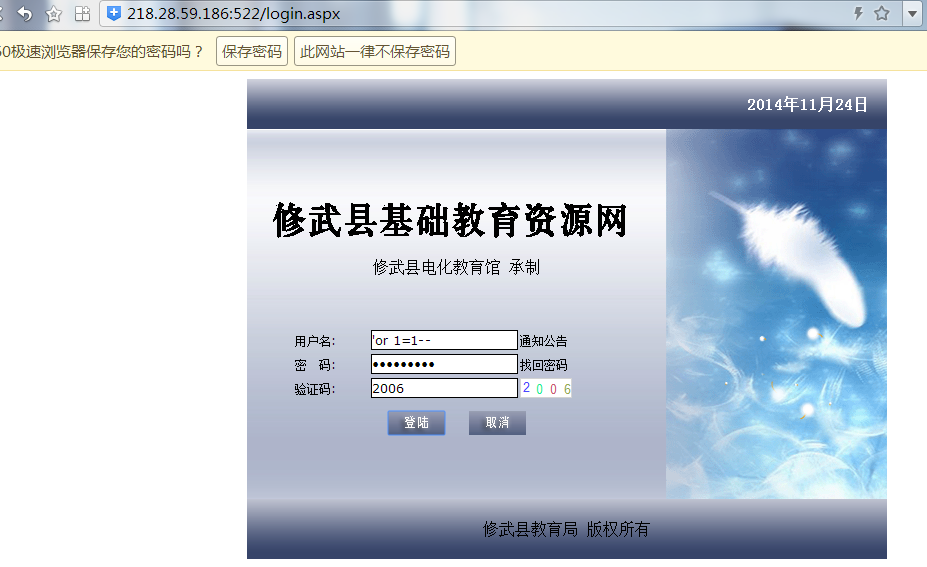 218.28.59.186:522/login.aspx
60极速浏览器保存您的密码吗？ 保存密码 此网站一律不保存密码
2014年11月24日
修武县基础教育资源网
修武县电化教育馆 承制
用户名: 'or 1=1-- 通知公告
密 码: ●●●●●●●●● 找回密码
验证码: 2006 2006
登陆 取消
修武县教育局 版权所有